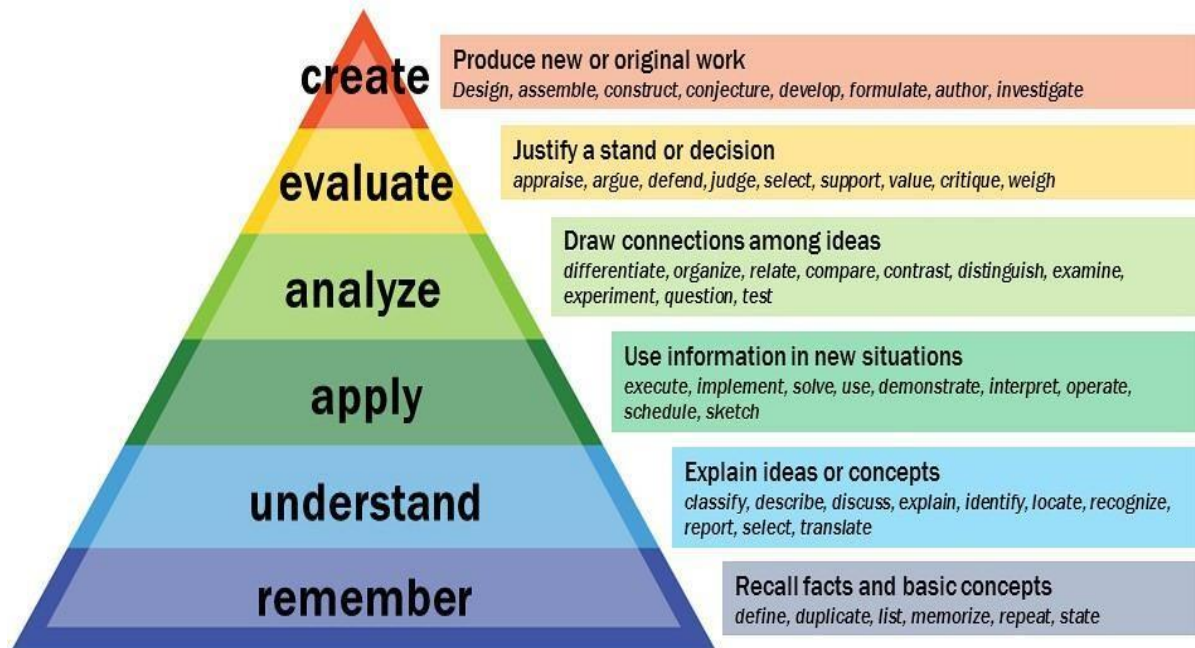 create
Produce new or original work
Design, assemble, construct, conjecture, develop, formulate, author, investigate
evaluate
Justify a stand or decision
appraise, argue, defend, judge, select, support, value, critique, weigh
analyze
Draw connections among ideas
differentiate, organize, relate, compare, contrast, distinguish, examine,
experiment, question, test
apply
Use information in new situations
execute, implement, solve, use, demonstrate, interpret, operate,
schedule, sketch
understand
Explain ideas or concepts
classify, describe, discuss, explain, identify, locate, recognize,
report, select, translate
remember
Recall facts and basic concepts
define, duplicate, list, memorize, repeat, state